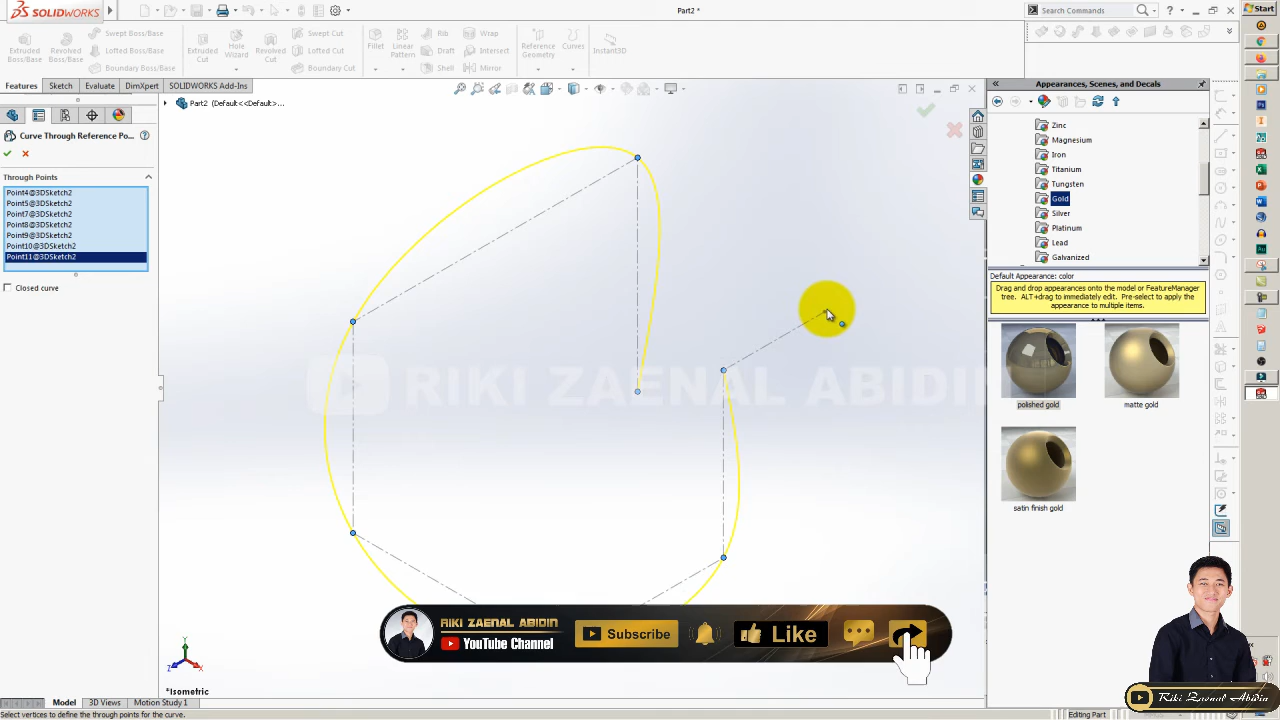 SOLIDWORKS
Part2 *
Search Commands
Start
Extruded Boss/Base
Revolved Boss/Base
Swept Boss/Base
Lofted Boss/Base
Boundary Boss/Base
Extruded Cut
Hole Wizard
Revolved Cut
Swept Cut
Lofted Cut
Boundary Cut
Fillet
Linear Pattern
Rib
Draft
Shell
Wrap
Intersect
Mirror
Reference Geometry
Curves
Instant3D
Features
Sketch
Evaluate
DimXpert
SOLIDWORKS Add-Ins
Part2 (Default<<Default>...
Curve Through Reference Po...
Through Points
Point4@3DSketch2
Point5@3DSketch2
Point7@3DSketch2
Point8@3DSketch2
Point9@3DSketch2
Point10@3DSketch2
Point11@3DSketch2
Closed curve
Appearances, Scenes, and Decals
Zinc
Magnesium
Iron
Titanium
Tungsten
Gold
Silver
Platinum
Lead
Galvanized
Default Appearance: color
Drag and drop appearances onto the model or FeatureManager
tree. ALT+drag to immediately edit. Pre-select to apply the
appearance to multiple items.
polished gold
matte gold
satin finish gold
RIKI ZAENAL ABIDIN
RIKI ZAENAL ABIDIN
YouTube Channel
Subscribe
Like
Riki Zaenal Abidin
Y
Z
X
*Isometric
Model
3D Views
Motion Study 1
Select vertices to define the through points for the curve.
Editing Part